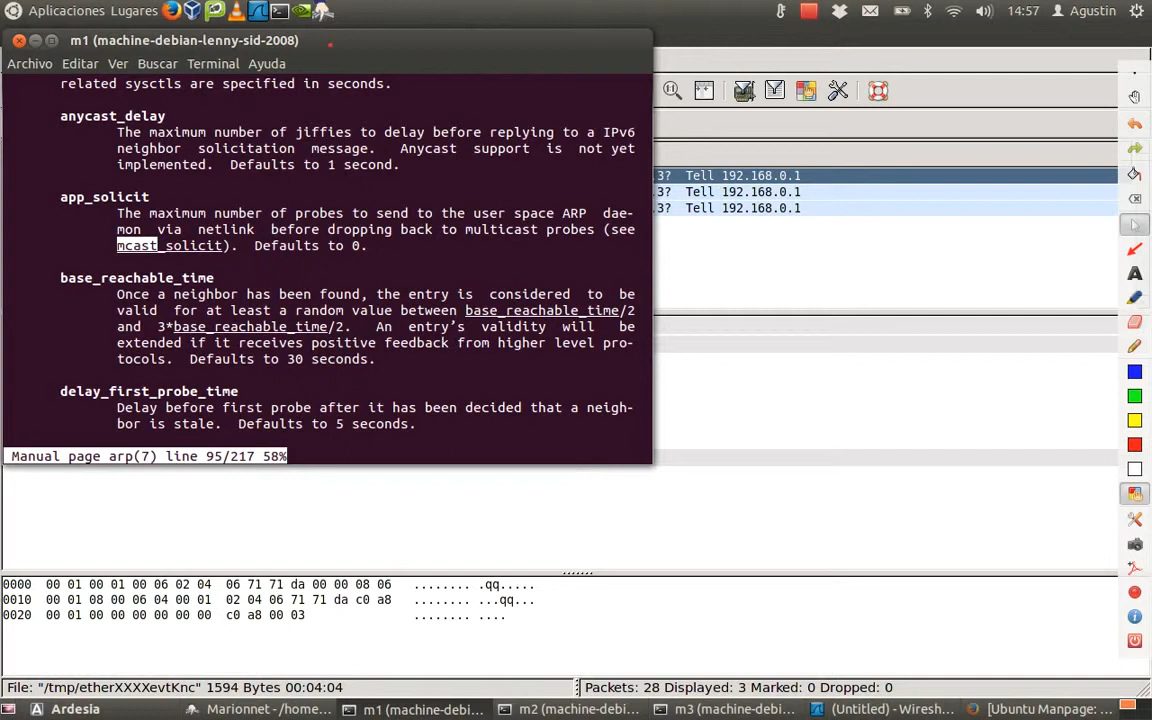 Aplicaciones Lugares 14:57 Agustin
m1 (machine-debian-lenny-sid-2008)
Archivo Editar Ver Buscar Terminal Ayuda
related sysctls are specified in seconds.
anycast_delay
The maximum number of jiffies to delay before replying to a IPv6
neighbor solicitation message. Anycast support is not yet
implemented. Defaults to 1 second.
app_solicit
The maximum number of probes to send to the user space ARP dae-
mon via netlink before dropping back to multicast probes (see
mcast_solicit). Defaults to 0.
base_reachable_time
Once a neighbor has been found, the entry is considered to be
valid for at least a random value between base_reachable_time/2
and 3*base_reachable_time/2. An entry's validity will be
extended if it receives positive feedback from higher level pro-
tocols. Defaults to 30 seconds.
delay_first_probe_time
Delay before first probe after it has been decided that a neigh-
bor is stale. Defaults to 5 seconds.
Manual page arp(7) line 95/217 58%
.3? Tell 192.168.0.1
.3? Tell 192.168.0.1
.3? Tell 192.168.0.1
0000 00 01 00 01 00 06 02 04 06 71 71 da 00 00 08 06 ........ .qq.....
0010 00 01 08 00 06 04 00 01 02 04 06 71 71 da c0 a8 ........ ...qq...
0020 00 01 00 00 00 00 00 00 c0 a8 00 03 ........ ....
File: "/tmp/etherXXXXevtKnc" 1594 Bytes 00:04:04
Packets: 28 Displayed: 3 Marked: 0 Dropped: 0
Ardesia
Marionnet - /home...
m1 (machine-debi...
m2 (machine-debi...
m3 (machine-debi...
(Untitled) - Wiresh...
[Ubuntu Manpage: ...